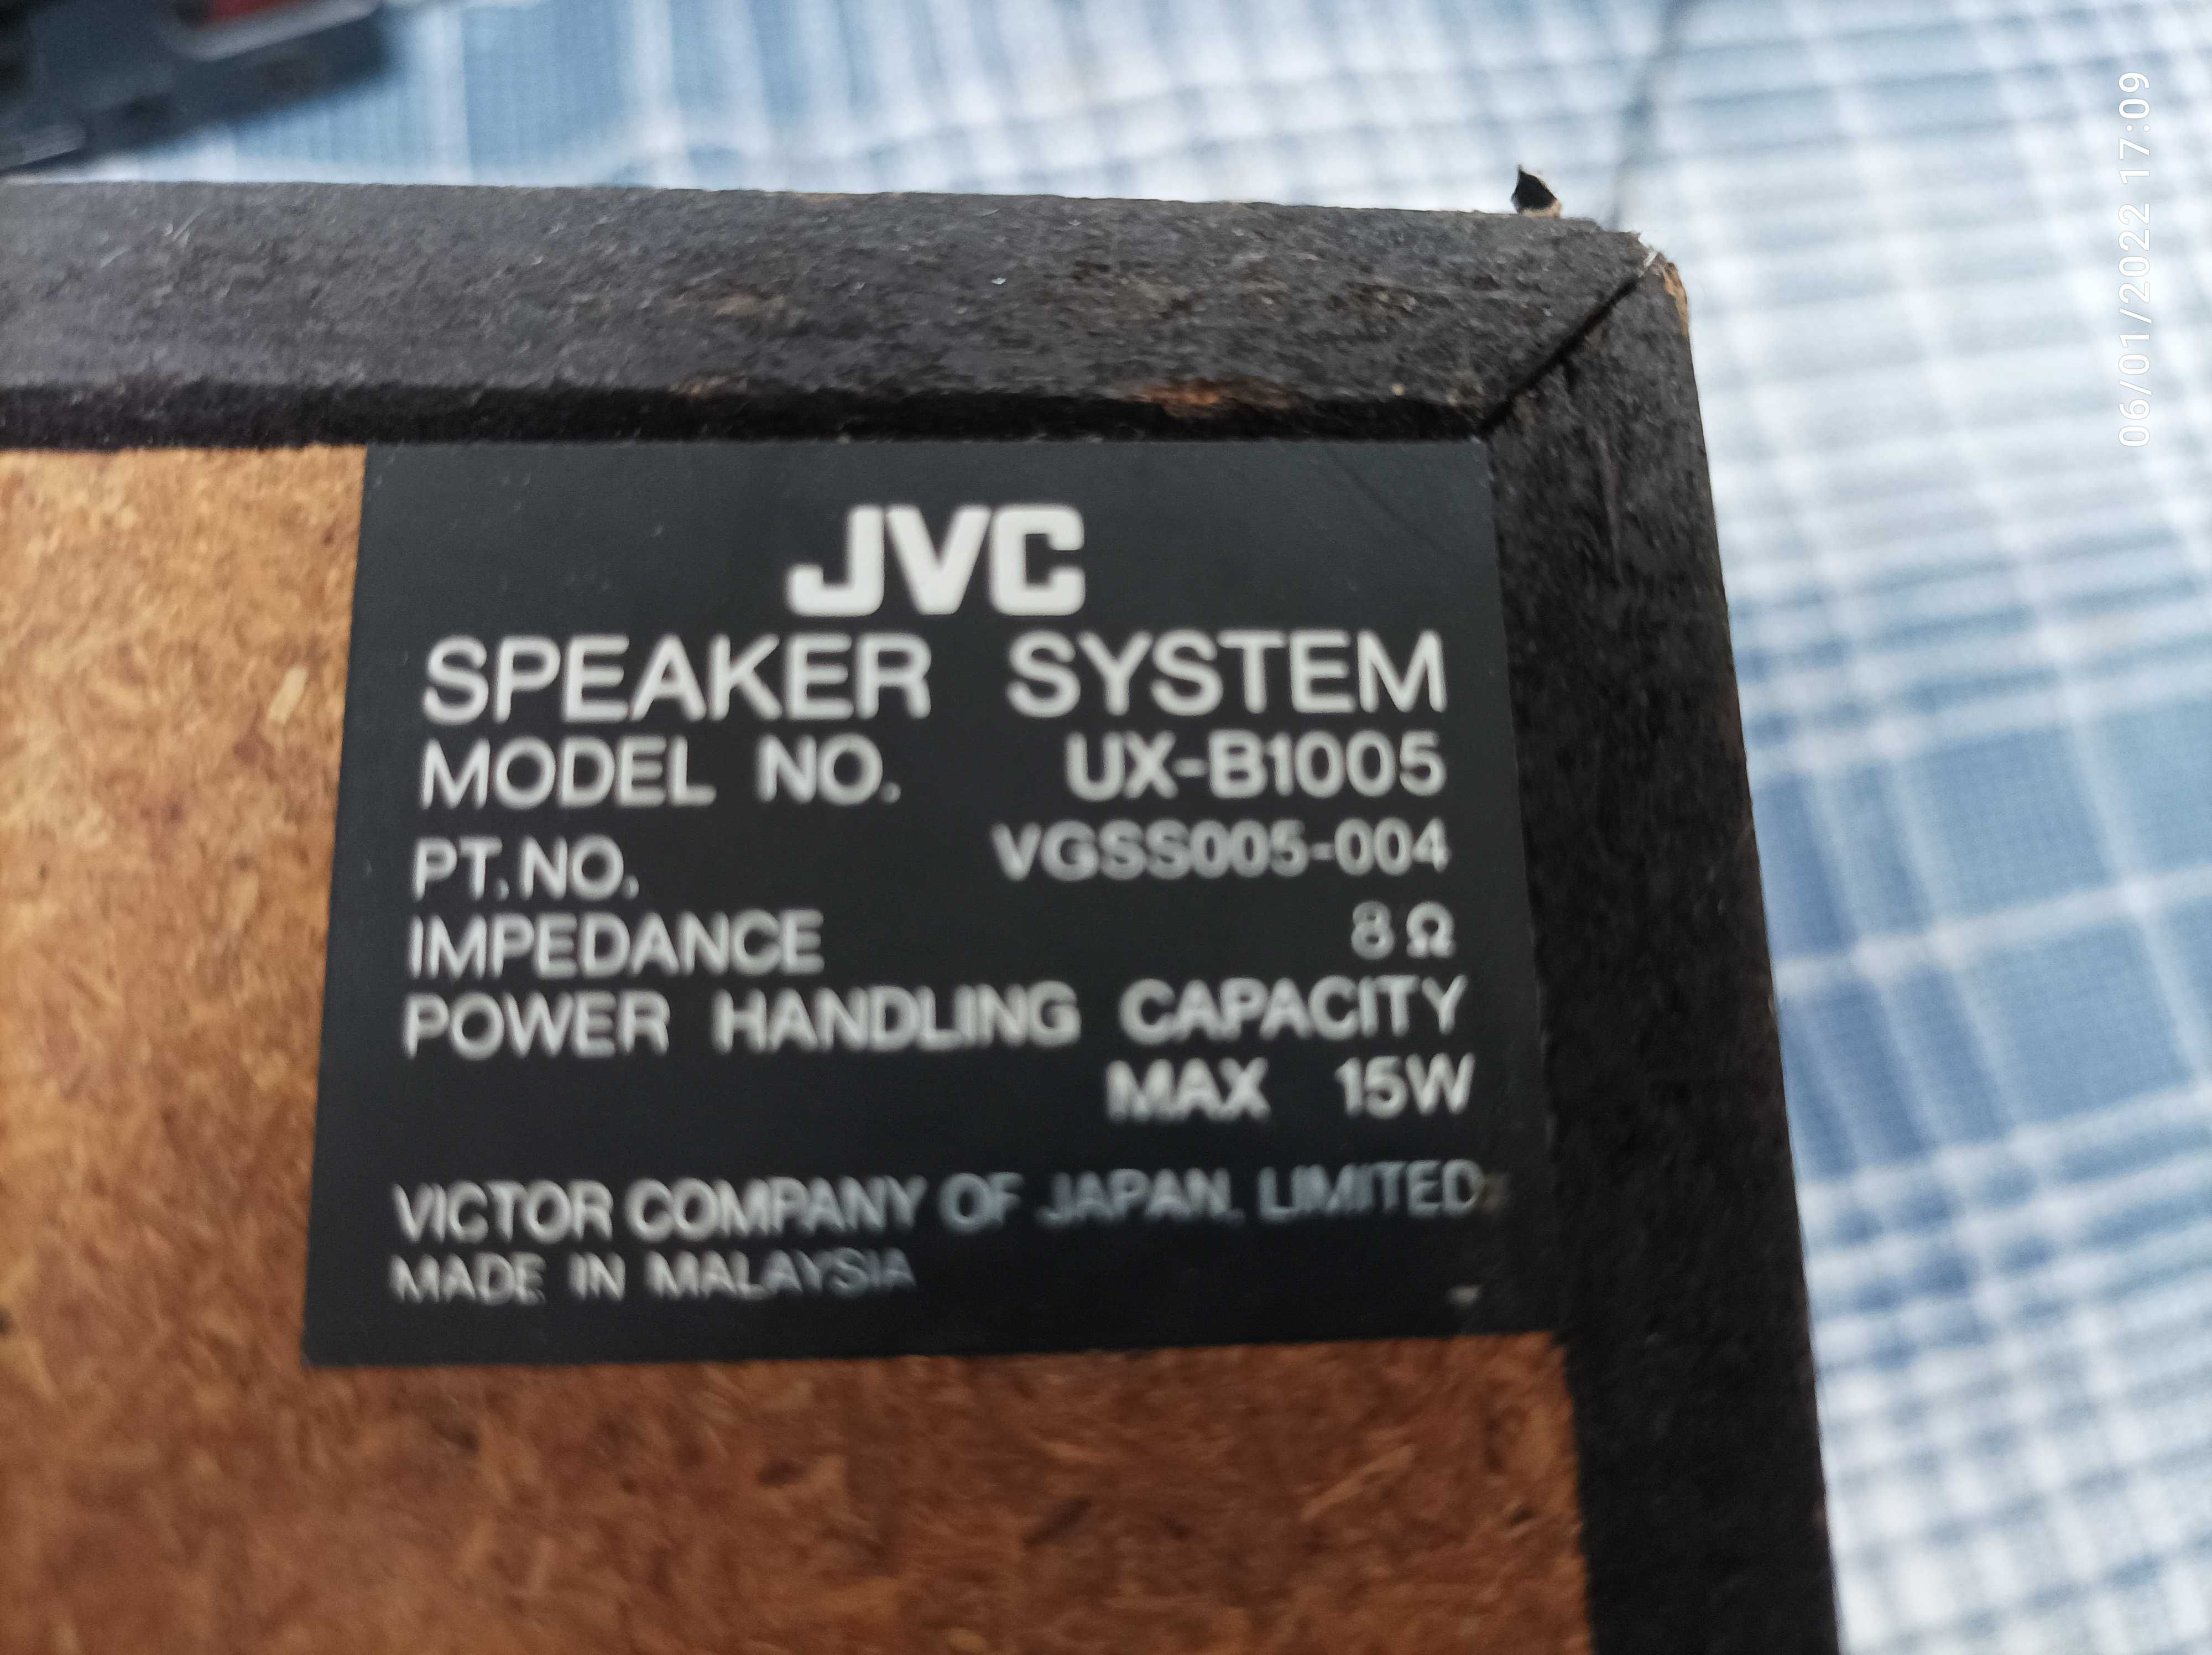 JVC
SPEAKER SYSTEM
MODEL NO. UX-B1005
PT. NO. VGSS005-004
IMPEDANCE 8 Ω
POWER HANDLING CAPACITY
MAX 15W
VICTOR COMPANY OF JAPAN, LIMITED
MADE IN MALAYSIA
06/01/2022 17:09